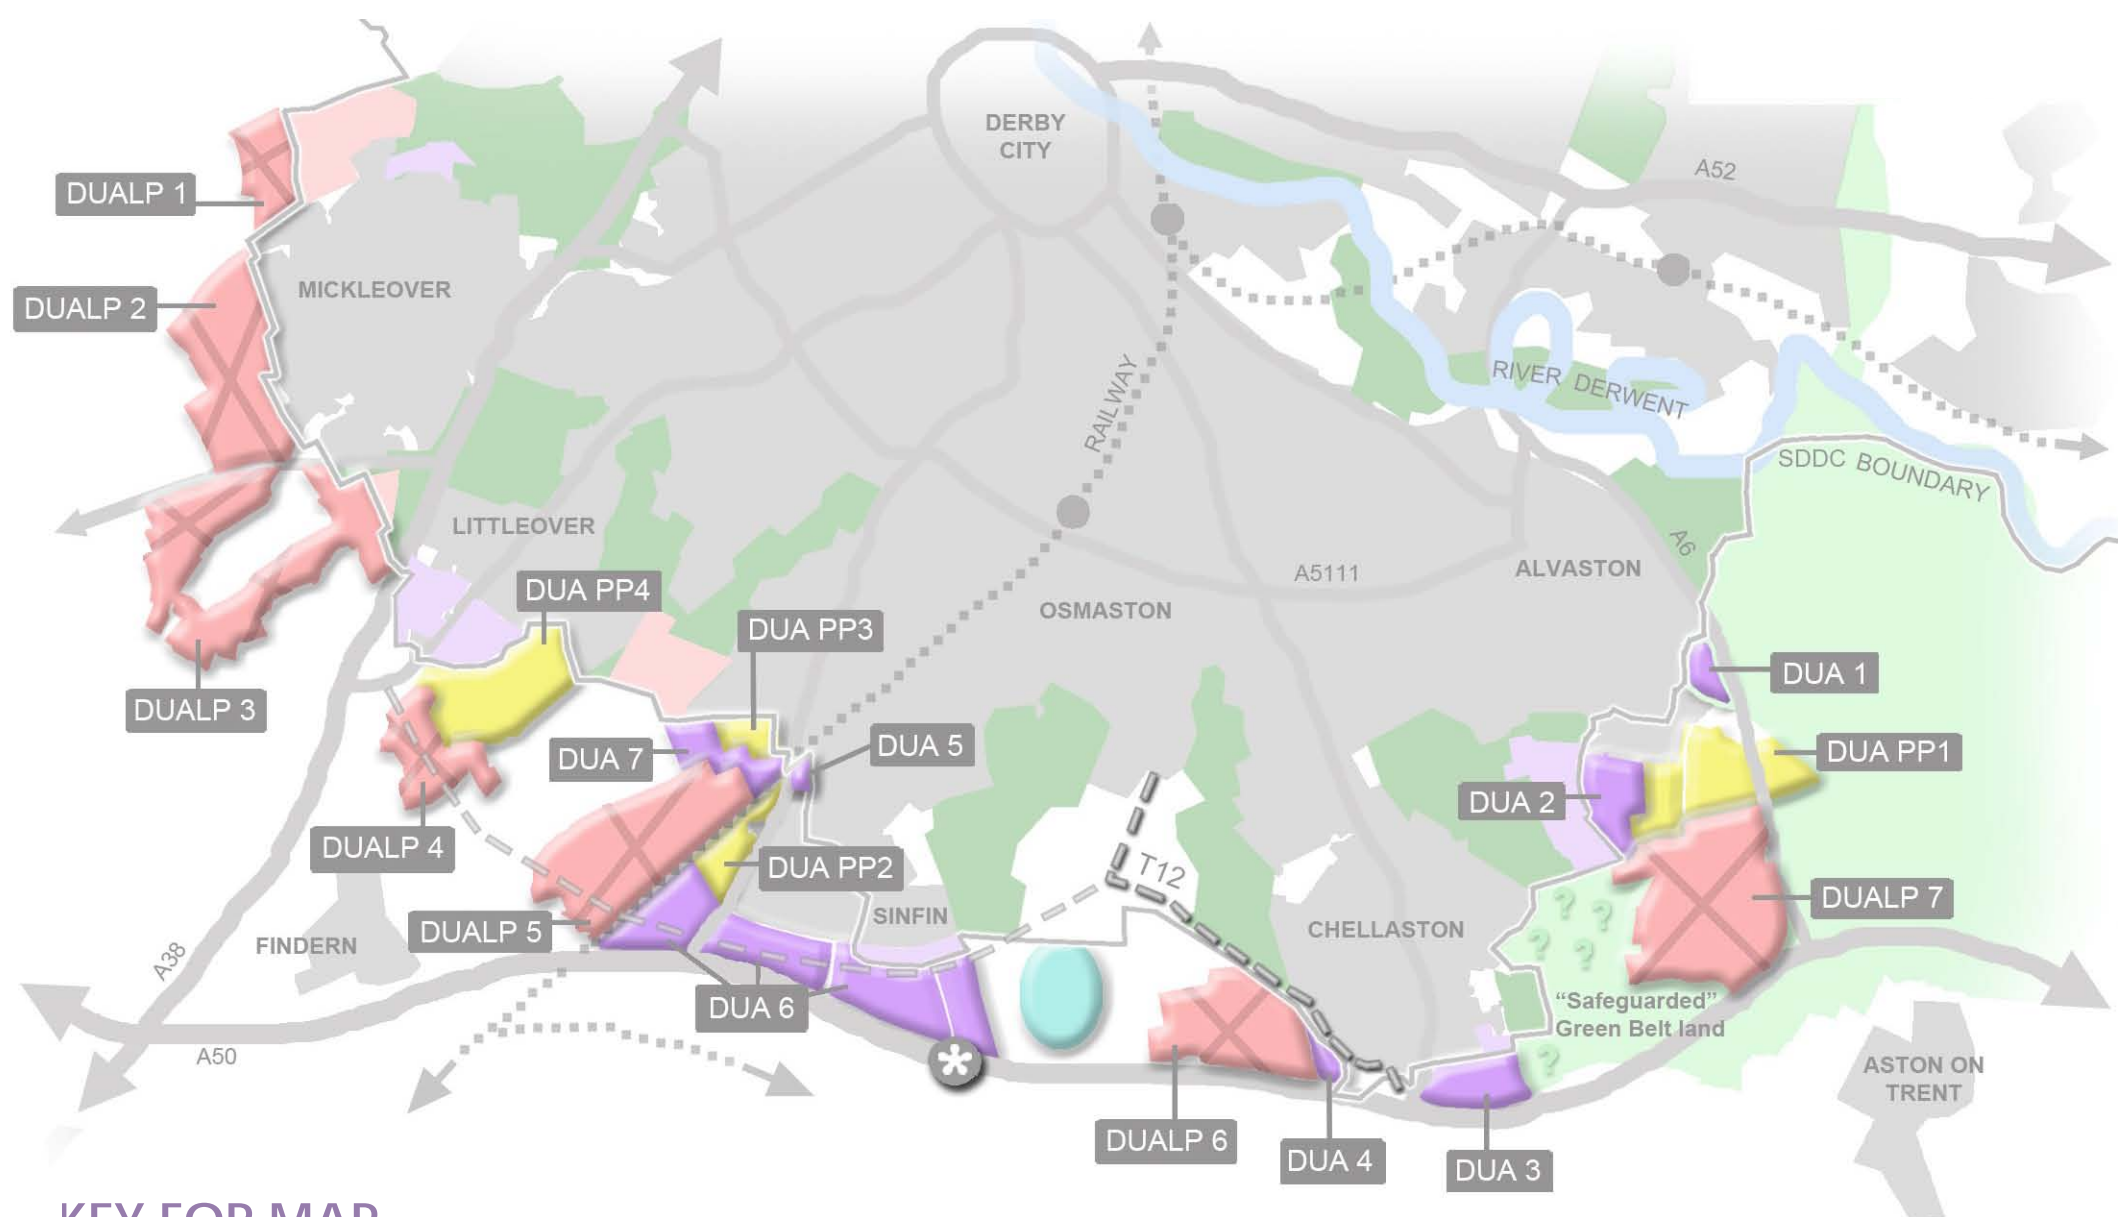 DERBY
CITY
A52
DUALP 1
MICKLEOVER
DUALP 2
RAILWAY
RIVER DERWENT
SDDC BOUNDARY
LITTLEOVER
A6
A5111
ALVASTON
DUA PP4
OSMASTON
DUA PP3
DUA 1
DUALP 3
DUA 7
DUA 5
DUA PP1
DUA 2
DUALP 4
DUA PP2
T12
DUALP 7
SINFIN
DUALP 5
CHELLASTON
FINDERN
A38
? ?
? ?
“Safeguarded”
Green Belt land
DUA 6
A50
*
?
ASTON ON
TRENT
DUALP 6
DUA 4
DUA 3
KEY FOR MAP